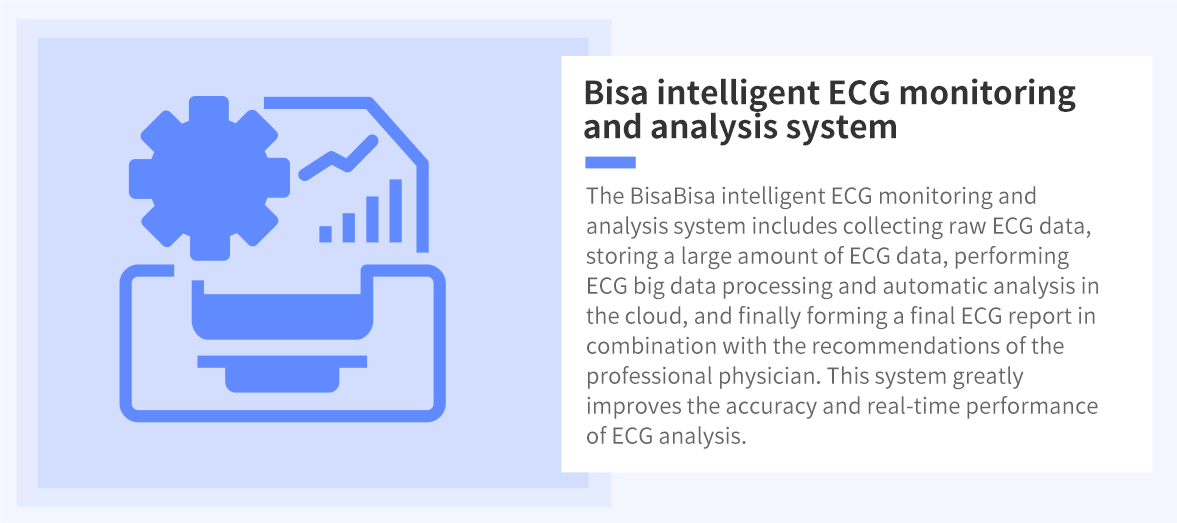 Bisa intelligent ECG monitoring
and analysis system
The BisaBisa intelligent ECG monitoring and
analysis system includes collecting raw ECG data,
storing a large amount of ECG data, performing
ECG big data processing and automatic analysis in
the cloud, and finally forming a final ECG report in
combination with the recommendations of the
professional physician. This system greatly
improves the accuracy and real-time performance
of ECG analysis.